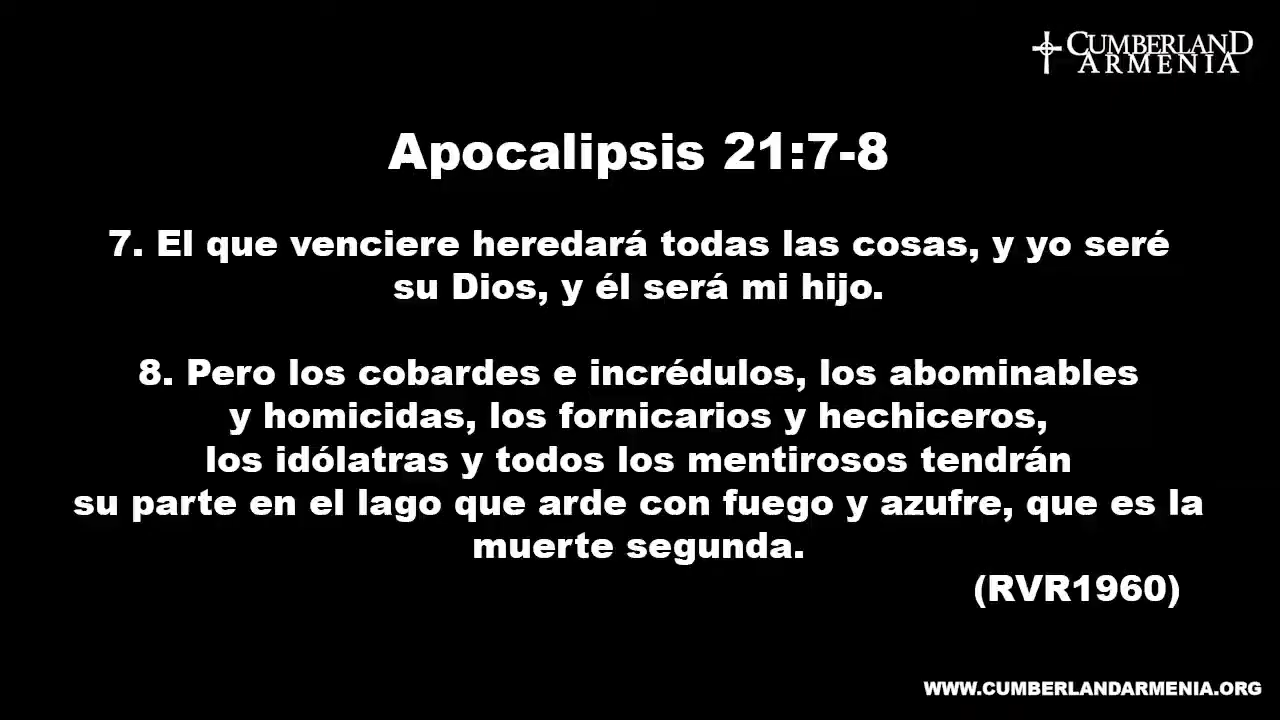 CUMBERLAND
ARMENIA
Apocalipsis 21:7-8
7. El que venciere heredará todas las cosas, y yo seré
su Dios, y él será mi hijo.
8. Pero los cobardes e incrédulos, los abominables
y homicidas, los fornicarios y hechiceros,
los idólatras y todos los mentirosos tendrán
su parte en el lago que arde con fuego y azufre, que es la
muerte segunda.
(RVR1960)
WWW.CUMBERLANDARMENIA.ORG